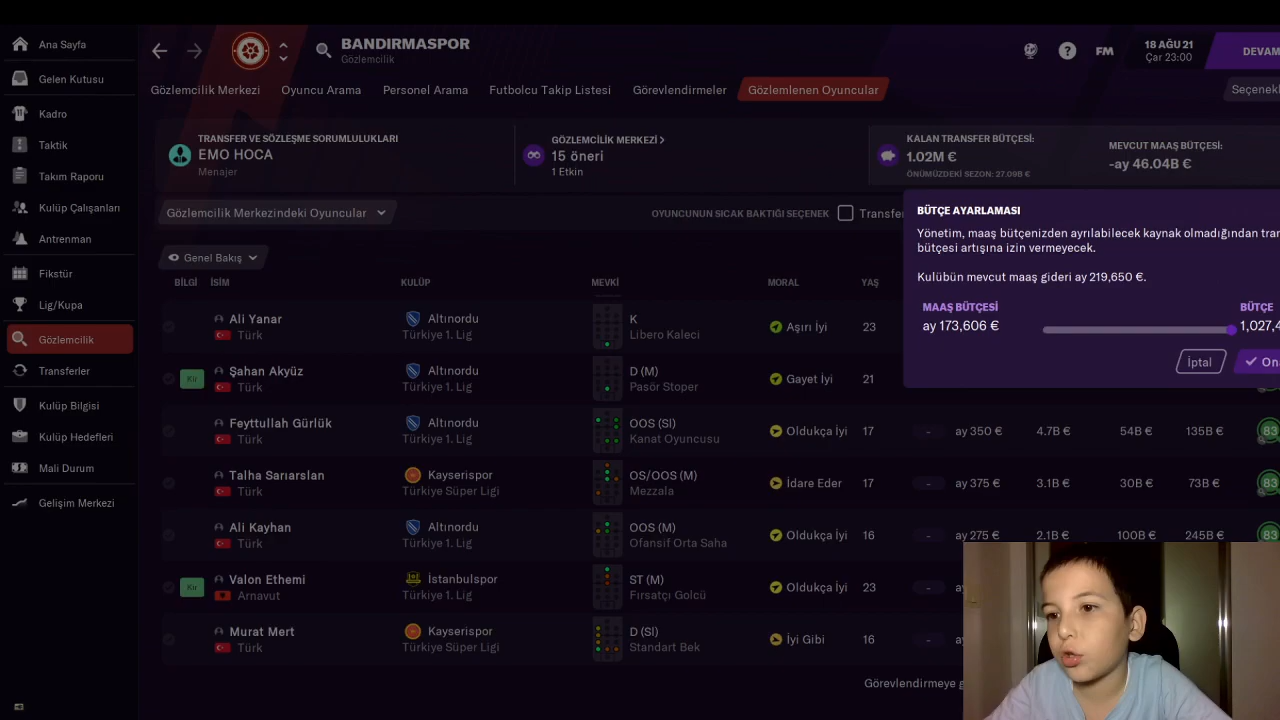 Ana Sayfa
Gelen Kutusu
Kadro
Taktik
Takım Raporu
Kulüp Çalışanları
Antrenman
Fikstür
Lig/Kupa
Gözlemcilik
Transferler
Kulüp Bilgisi
Kulüp Hedefleri
Mali Durum
Gelişim Merkezi
BANDIRMASPOR
Gözlemcilik
FM
18 AĞU 21
Çar 23:00
DEVAM
Gözlemcilik Merkezi Oyuncu Arama Personel Arama Futbolcu Takip Listesi Görevlendirmeler Gözlemlenen Oyuncular
Seçenekl
TRANSFER VE SÖZLEŞME SORUMLULUKLARI
EMO HOCA
Menajer
GÖZLEMCİLİK MERKEZİ >
15 öneri
1 Etkin
KALAN TRANSFER BÜTÇESİ:
1.02M €
ÖNÜMÜZDEKİ SEZON: 27.09B €
MEVCUT MAAŞ BÜTÇESİ:
-ay 46.04B €
Gözlemcilik Merkezindeki Oyuncular
OYUNCUNUN SICAK BAKTIĞI SEÇENEK
Transfer
BÜTÇE AYARLAMASI
Yönetim, maaş bütçenizden ayrılabilecek kaynak olmadığından tran
bütçesi artışına izin vermeyecek.
Kulübün mevcut maaş gideri ay 219,650 €.
MAAŞ BÜTÇESİ
ay 173,606 €
BÜTÇE
1,027,4
İptal
Ona
Genel Bakış
BİLGİ İSİM KULÜP MEVKİ MORAL YAŞ
Ali Yanar Altınordu K Aşırı İyi 23
Türk Türkiye 1. Lig Libero Kaleci
Şahan Akyüz Altınordu D (M) Gayet İyi 21
Türk Türkiye 1. Lig Pasör Stoper
Feyttullah Gürlük Altınordu OOS (Sl) Oldukça İyi 17 - ay 350 € 4.7B € 54B € 135B € 83
Türk Türkiye 1. Lig Kanat Oyuncusu
Talha Sarıarslan Kayserispor OS/OOS (M) İdare Eder 17 - ay 375 € 3.1B € 30B € 73B € 83
Türk Türkiye Süper Ligi Mezzala
Ali Kayhan Altınordu OOS (M) Oldukça İyi 16 - ay 275 € 2.1B € 100B € 245B € 83
Türk Türkiye 1. Lig Ofansif Orta Saha
Valon Ethemi İstanbulspor ST (M) Oldukça İyi 23 -
Arnavut Türkiye 1. Lig Fırsatçı Golcü
Murat Mert Kayserispor D (Sl) İyi Gibi 16 -
Türk Türkiye Süper Ligi Standart Bek
Görevlendirmeye g